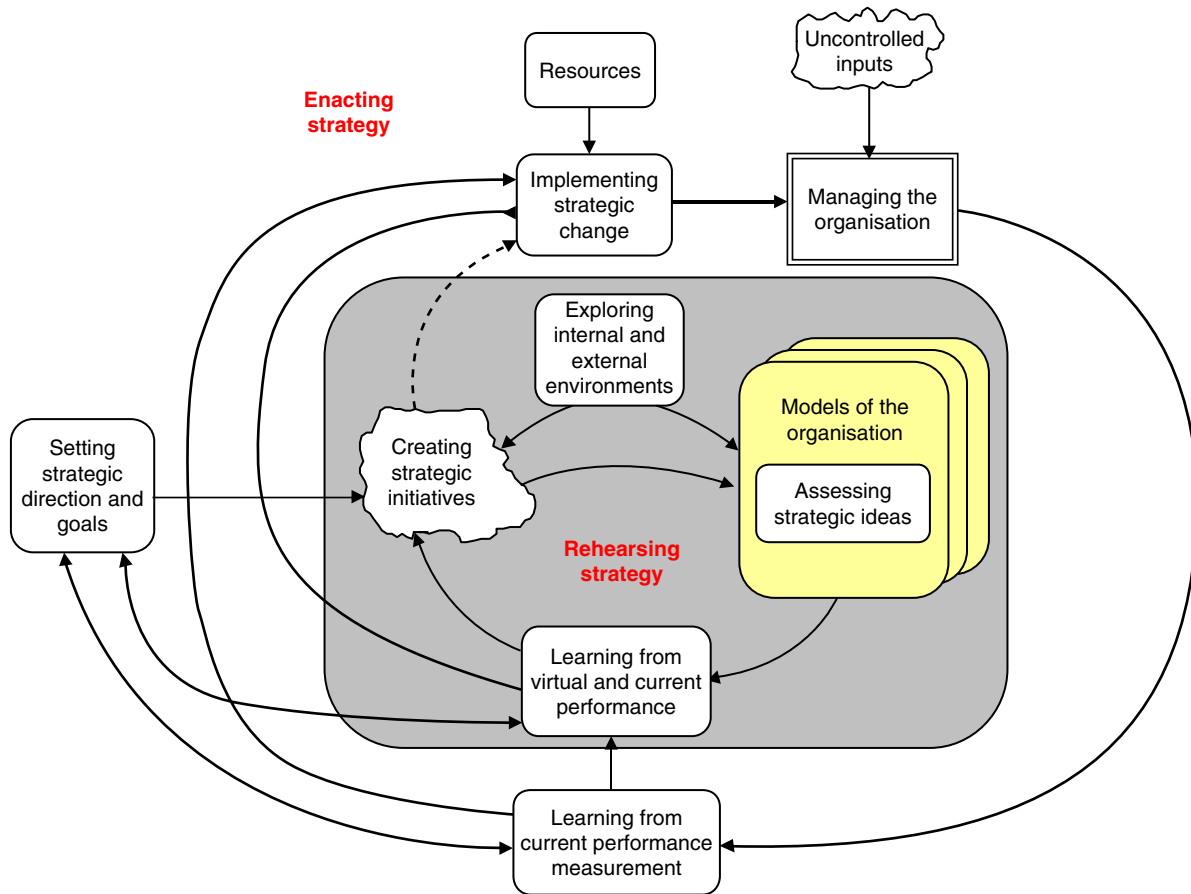 Uncontrolled
inputs
Resources
Enacting
strategy
Implementing
strategic
change
Managing the
organisation
Exploring
internal and
external
environments
Models of the
organisation
Setting
strategic
direction and
goals
Creating
strategic
initiatives
Assessing
strategic ideas
Rehearsing
strategy
Learning from
virtual and current
performance
Learning from
current performance
measurement